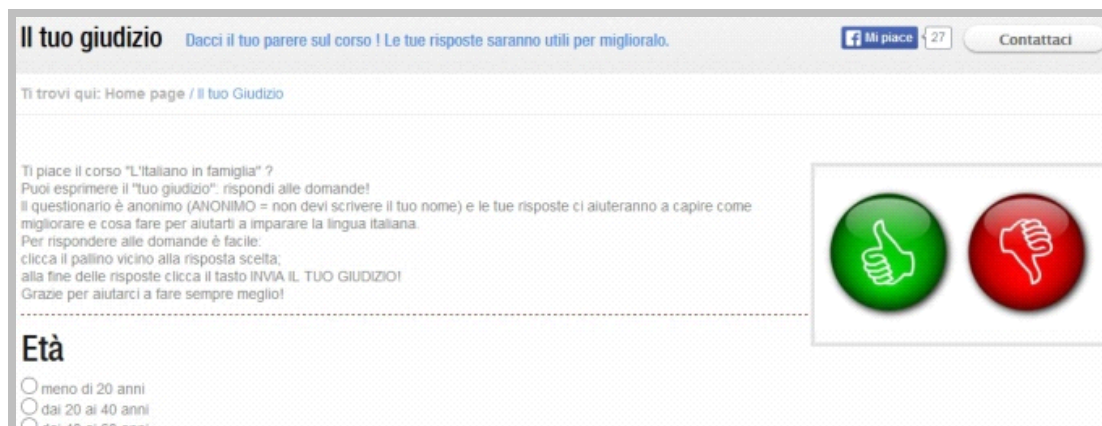 Il tuo giudizio Dacci il tuo parere sul corso ! Le tue risposte saranno utili per miglioralo.
Mi piace 27 Contattaci
Ti trovi qui: Home page / Il tuo Giudizio
Ti piace il corso "L'Italiano in famiglia" ?
Puoi esprimere il "tuo giudizio": rispondi alle domande!
Il questionario è anonimo (ANONIMO = non devi scrivere il tuo nome) e le tue risposte ci aiuteranno a capire come
migliorare e cosa fare per aiutarti a imparare la lingua italiana.
Per rispondere alle domande è facile:
clicca il pallino vicino alla risposta scelta;
alla fine delle risposte clicca il tasto INVIA IL TUO GIUDIZIO!
Grazie per aiutarci a fare sempre meglio!
Età
meno di 20 anni
dai 20 ai 40 anni